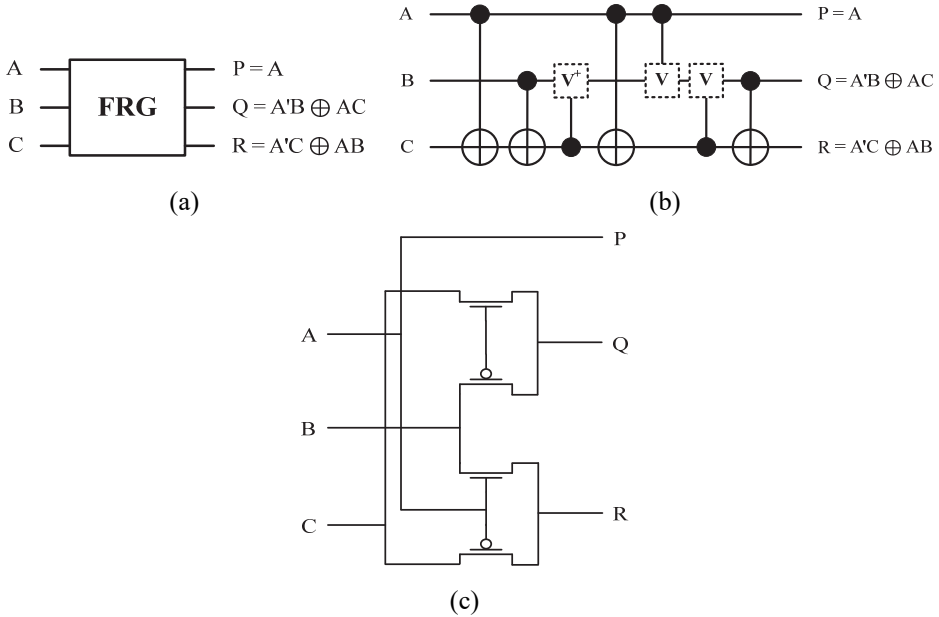 A
B
C
FRG
P = A
Q = A'B ⊕ AC
R = A'C ⊕ AB
(a)
A
B
C
V⁺
V
V
P = A
Q = A'B ⊕ AC
R = A'C ⊕ AB
(b)
P
A
Q
B
R
C
(c)